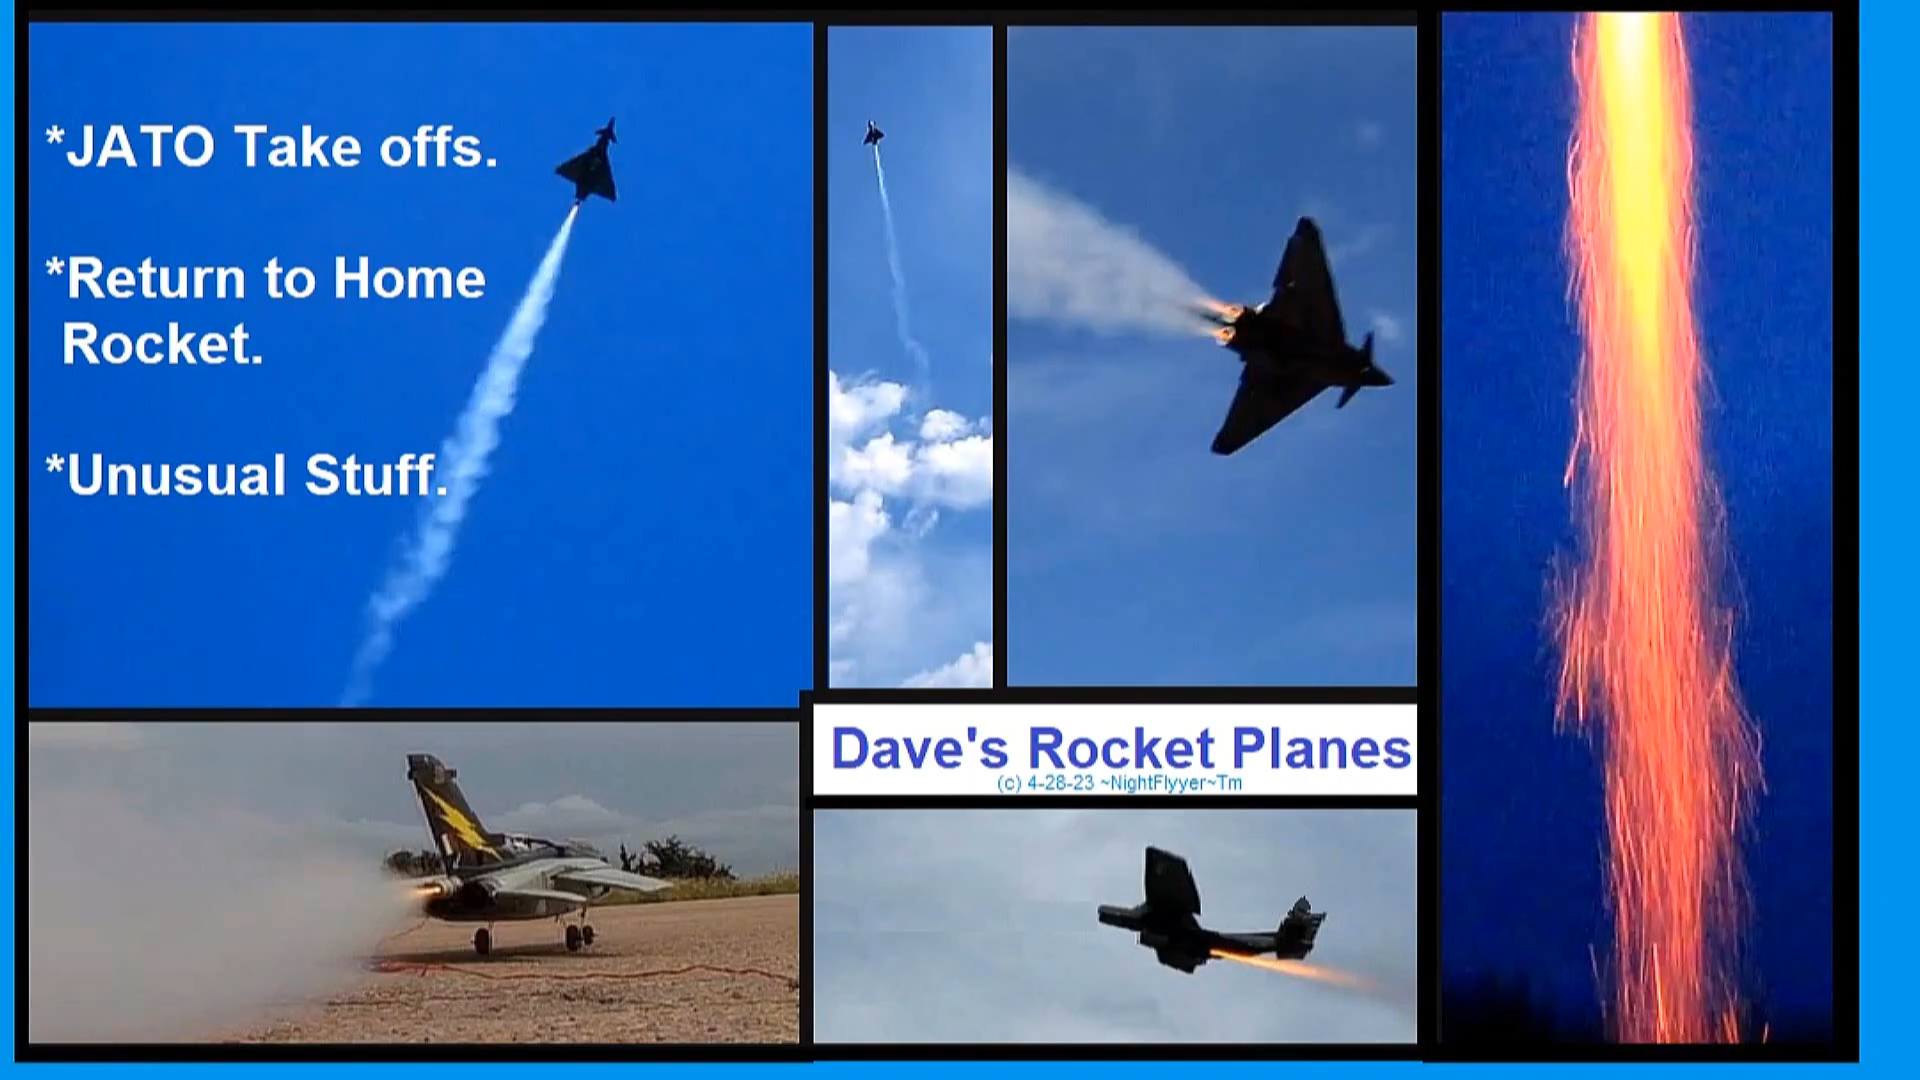 *JATO Take offs.
*Return to Home
Rocket.
*Unusual Stuff.
Dave's Rocket Planes
(c) 4-28-23 ~NightFlyyer~Tm